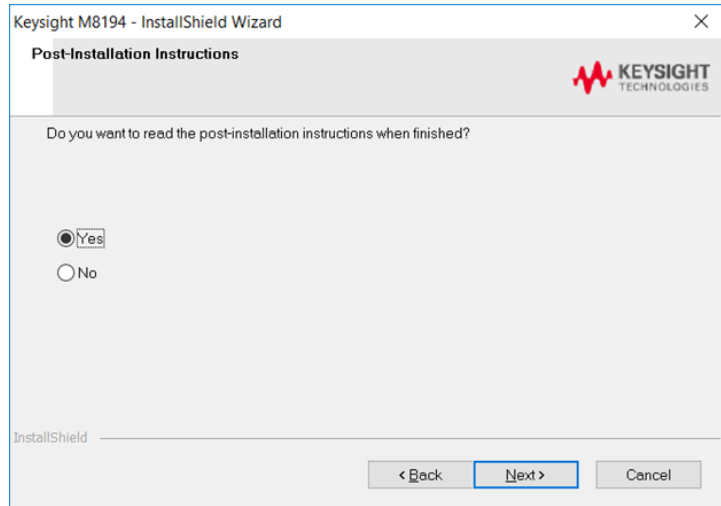 Keysight M8194 - InstallShield Wizard
Post-Installation Instructions
KEYSIGHT
TECHNOLOGIES
Do you want to read the post-installation instructions when finished?
Yes
No
InstallShield
< Back Next > Cancel